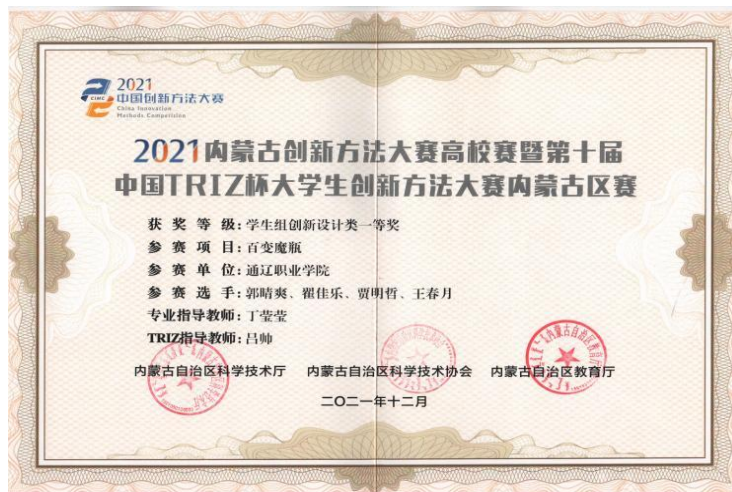 2021
中国创新方法大赛
CIMC
China Innovation
Methods Competition
2021内蒙古创新方法大赛高校赛暨第十届
中国TRIZ杯大学生创新方法大赛内蒙古区赛
获奖等级:学生组创新设计类一等奖
参赛项目:百变魔瓶
参赛单位:通辽职业学院
参赛选手:郭晴爽、翟佳乐、贾明哲、王春月
专业指导教师:丁莹莹
TRIZ指导教师:吕帅
内蒙古自治区科学技术厅 内蒙古自治区科学技术协会 内蒙古自治区教育厅
二〇二一年十二月